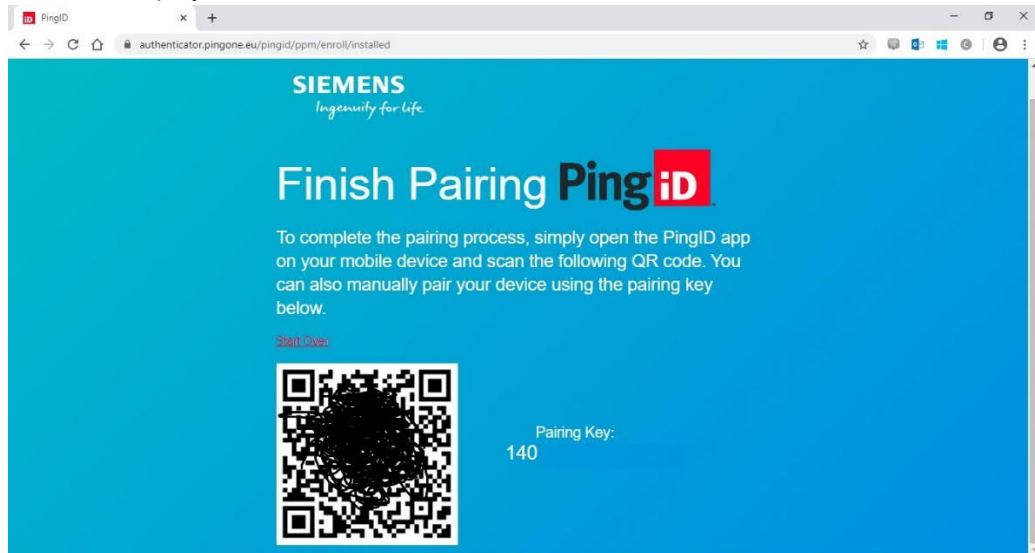 PingID
authenticator.pingone.eu/pingid/ppm/enroll/installed
SIEMENS
Ingenuity for life
Finish Pairing PingiD
To complete the pairing process, simply open the PingID app
on your mobile device and scan the following QR code. You
can also manually pair your device using the pairing key
below.
Start Over
Pairing Key:
140